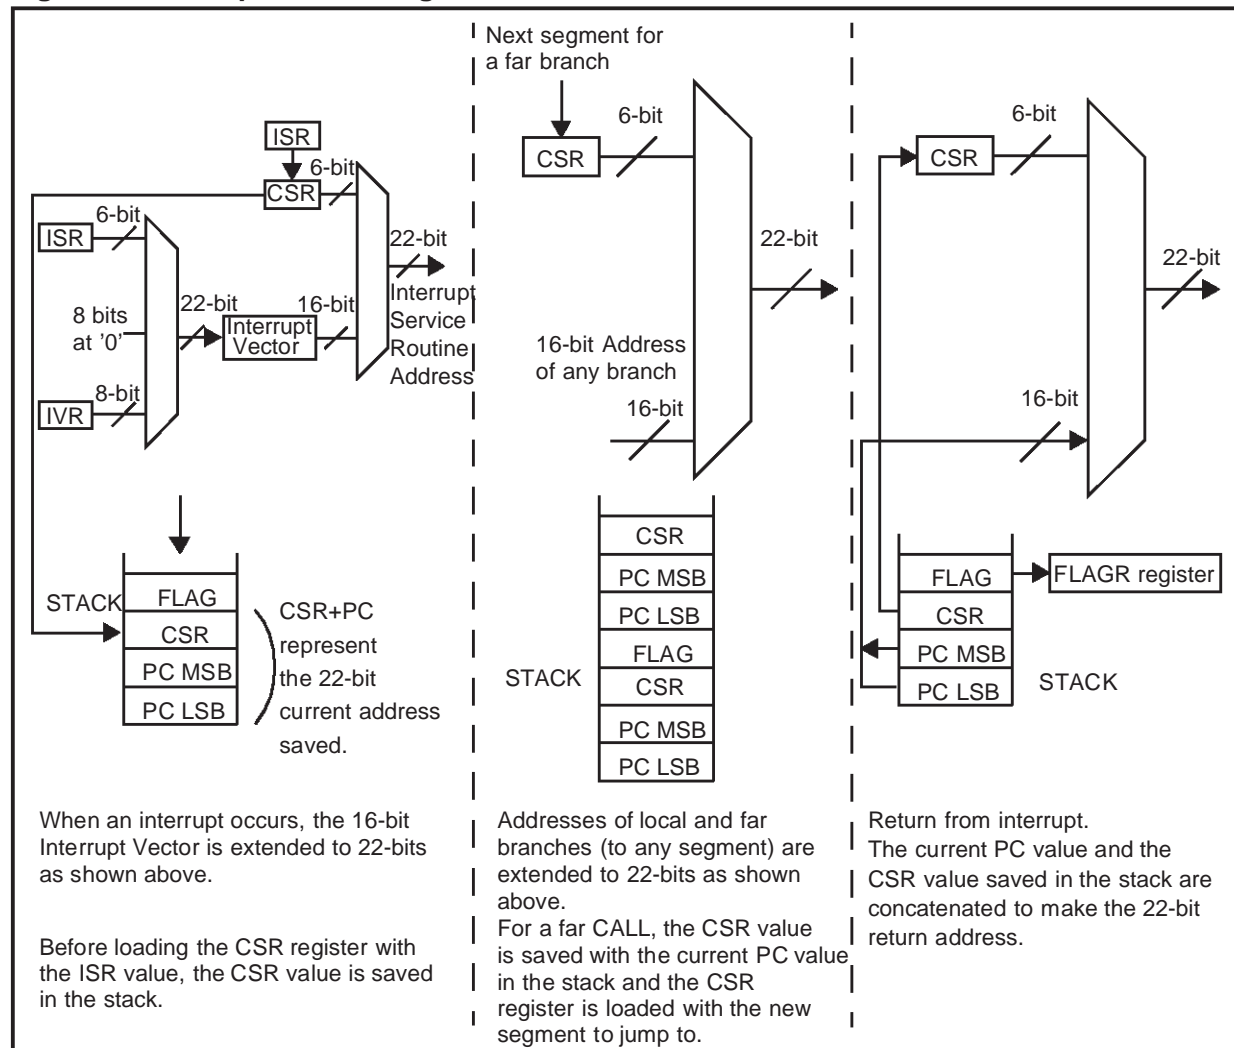 Next segment for
a far branch
6-bit
CSR
22-bit
16-bit Address
of any branch
16-bit
ISR
CSR
6-bit
6-bit
ISR
22-bit
8 bits
at '0'
22-bit
Interrupt
Vector
16-bit
Interrupt
Service
Routine
Address
8-bit
IVR
STACK
FLAG
CSR
PC MSB
PC LSB
CSR+PC
represent
the 22-bit
current address
saved.
When an interrupt occurs, the 16-bit
Interrupt Vector is extended to 22-bits
as shown above.
Before loading the CSR register with
the ISR value, the CSR value is saved
in the stack.
STACK
CSR
PC MSB
PC LSB
FLAG
CSR
PC MSB
PC LSB
Addresses of local and far
branches (to any segment) are
extended to 22-bits as shown
above.
For a far CALL, the CSR value
is saved with the current PC value
in the stack and the CSR
register is loaded with the new
segment to jump to.
6-bit
CSR
22-bit
16-bit
FLAG
FLAGR register
CSR
PC MSB
PC LSB
STACK
Return from interrupt.
The current PC value and the
CSR value saved in the stack are
concatenated to make the 22-bit
return address.